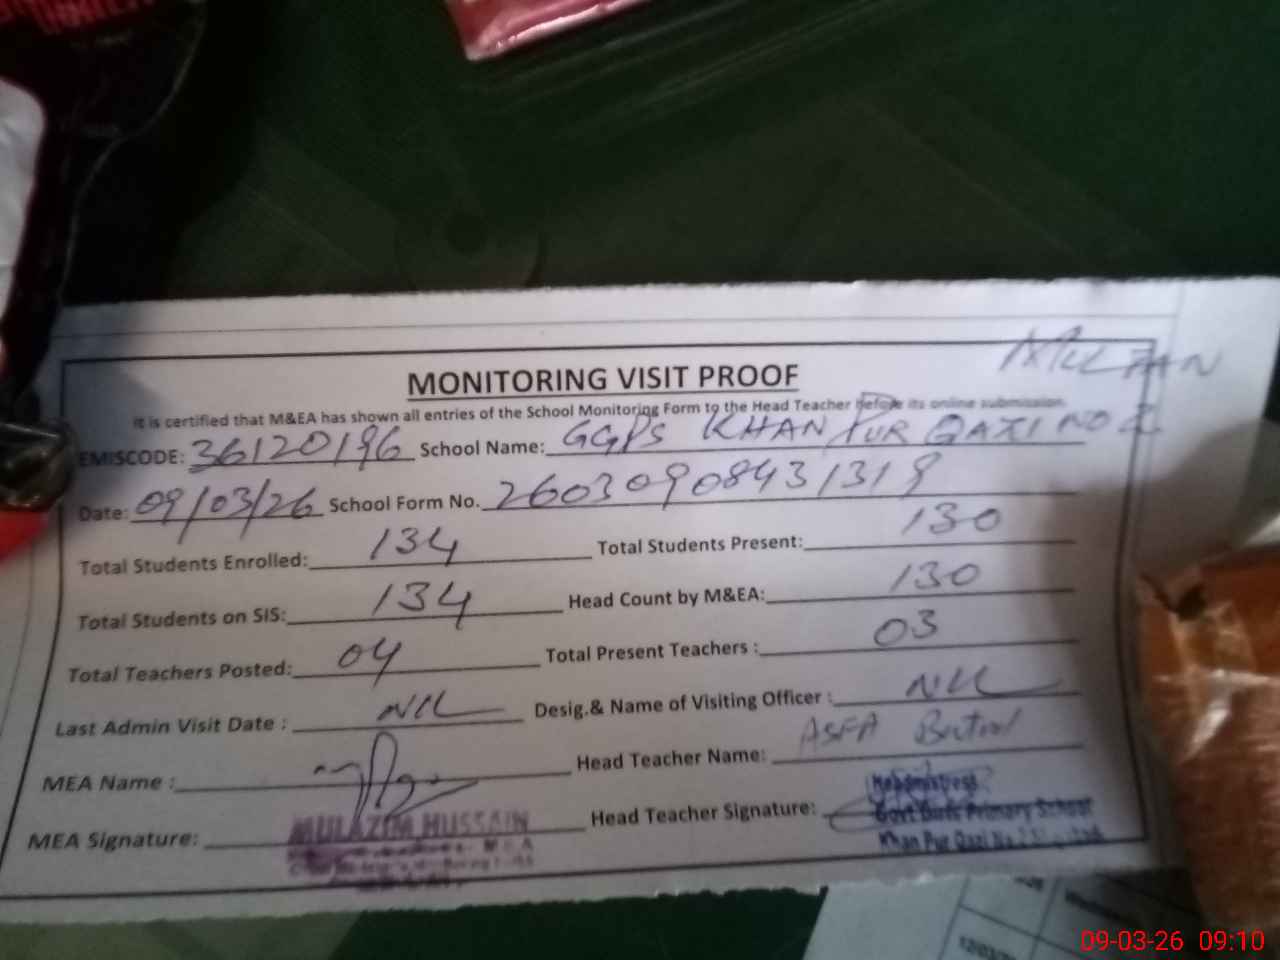 MULTAN
MONITORING VISIT PROOF
It is certified that M&EA has shown all entries of the School Monitoring Form to the Head Teacher before its online submission.
EMISCODE: 36120196 School Name: GGPS KHAN PUR QAZI NO 2
Date: 09/03/26 School Form No. 26030908431319
Total Students Enrolled: 134 Total Students Present: 130
Total Students on SIS: 134 Head Count by M&EA: 130
Total Teachers Posted: 04 Total Present Teachers : 03
Last Admin Visit Date : NIL Desig.& Name of Visiting Officer : NIL
MEA Name : Head Teacher Name: ASFA Batool
MEA Signature: MULAZIM HUSSAIN Head Teacher Signature: Headmistress
Govt Girls Primary School
Khan Pur Qazi No
09-03-26 09:10